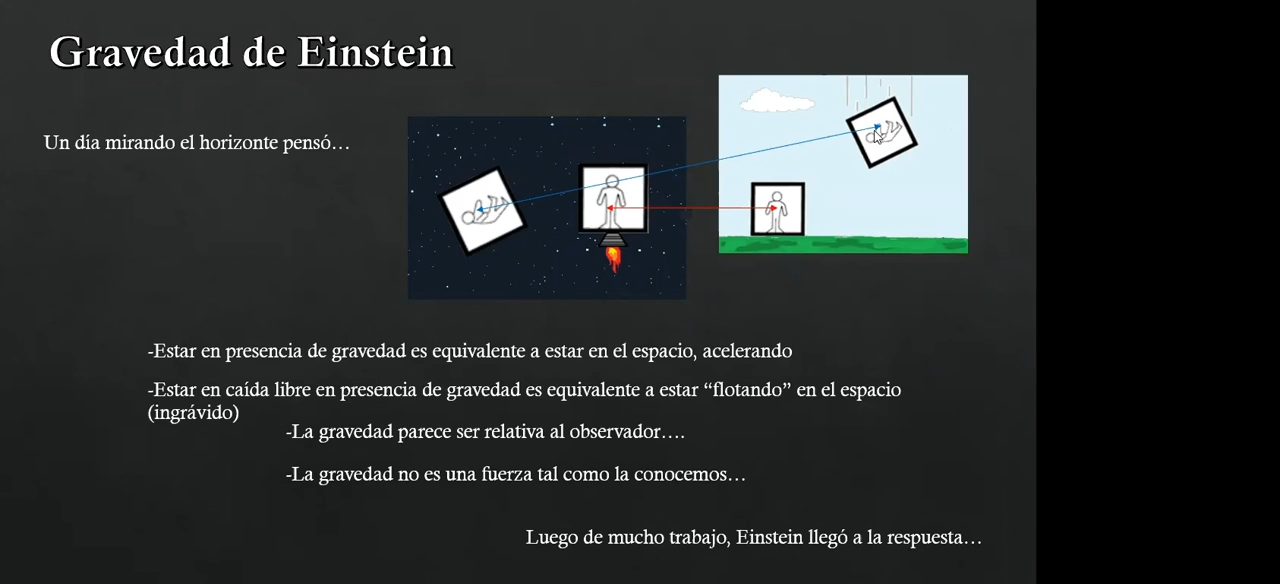 Gravedad de Einstein
Un día mirando el horizonte pensó…
-Estar en presencia de gravedad es equivalente a estar en el espacio, acelerando
-Estar en caída libre en presencia de gravedad es equivalente a estar “flotando” en el espacio
(ingrávido)
-La gravedad parece ser relativa al observador….
-La gravedad no es una fuerza tal como la conocemos…
Luego de mucho trabajo, Einstein llegó a la respuesta…